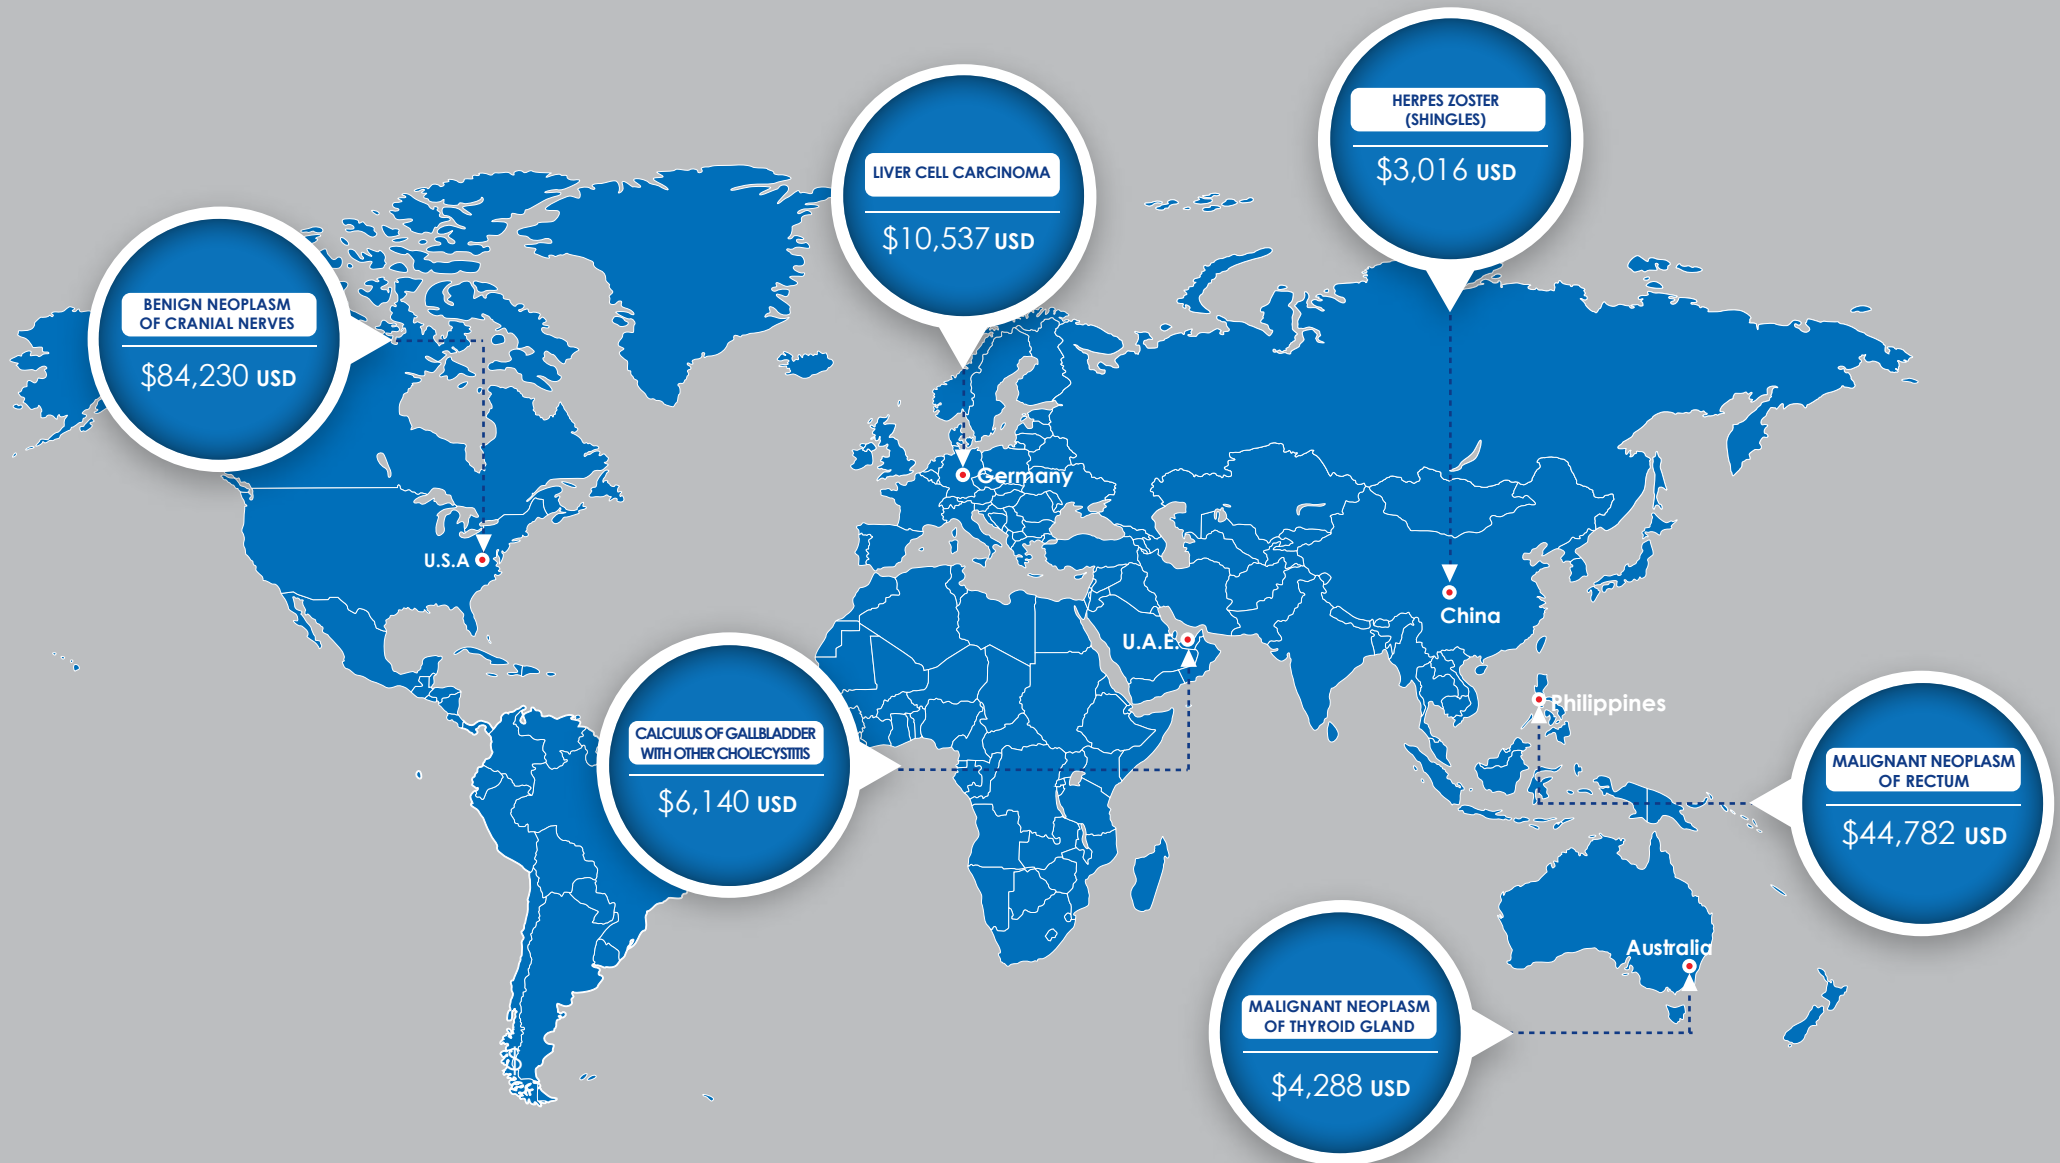 HERPES ZOSTER
(SHINGLES)
$3,016 USD
LIVER CELL CARCINOMA
$10,537 USD
BENIGN NEOPLASM
OF CRANIAL NERVES
$84,230 USD
Germany
U.S.A
China
U.A.E.
Philippines
CALCULUS OF GALLBLADDER
WITH OTHER CHOLECYSTITIS
$6,140 USD
MALIGNANT NEOPLASM
OF RECTUM
$44,782 USD
Australia
MALIGNANT NEOPLASM
OF THYROID GLAND
$4,288 USD
$